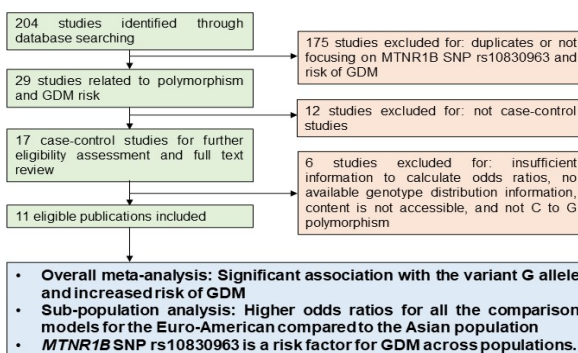 204 studies identified through
database searching
175 studies excluded for: duplicates or not
focusing on MTNR1B SNP rs10830963 and
risk of GDM
29 studies related to polymorphism
and GDM risk
12 studies excluded for: not case-control
studies
17 case-control studies for further
eligibility assessment and full text
review
6 studies excluded for: insufficient
information to calculate odds ratios, no
available genotype distribution information,
content is not accessible, and not C to G
polymorphism
11 eligible publications included
• Overall meta-analysis: Significant association with the variant G allele
and increased risk of GDM
• Sub-population analysis: Higher odds ratios for all the comparison
models for the Euro-American compared to the Asian population
• MTNR1B SNP rs10830963 is a risk factor for GDM across populations.